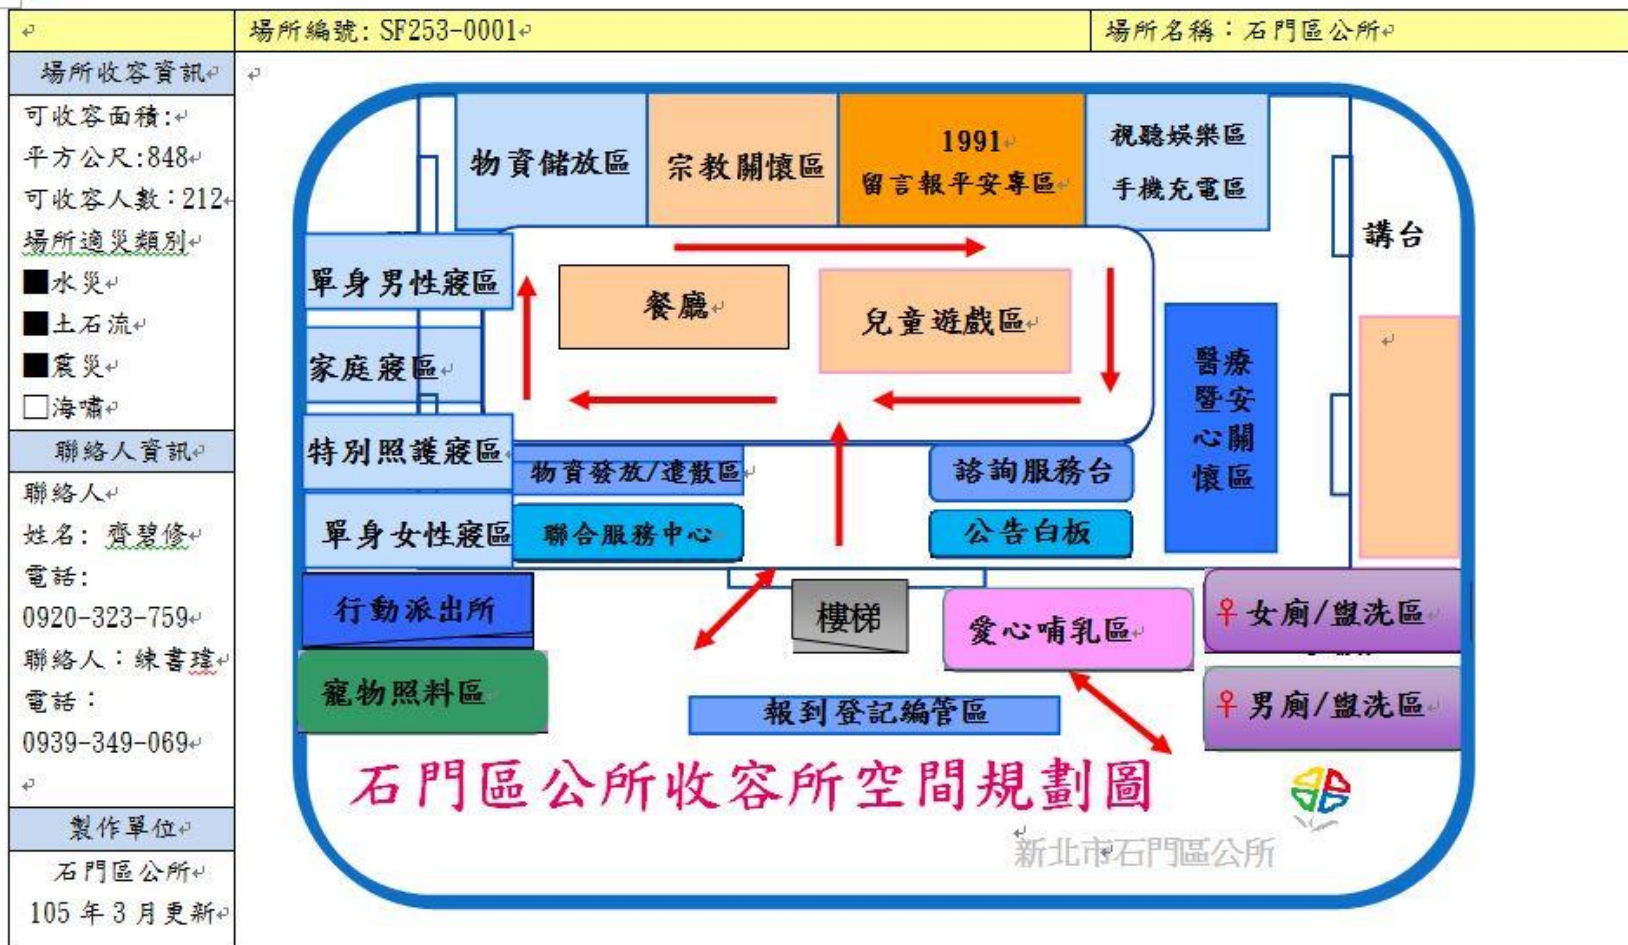 場所編號: SF253-0001
場所名稱：石門區公所
場所收容資訊
可收容面積:
平方公尺:848
可收容人數：212
場所適災類別
■水災
■土石流
■震災
□海嘯
聯絡人資訊
聯絡人
姓名: 齊碧修
電話:
0920-323-759
聯絡人：練書瑋
電話：
0939-349-069
製作單位
石門區公所
105 年 3 月更新
物資儲放區
宗教關懷區
1991
留言報平安專區
視聽娛樂區
手機充電區
講台
單身男性寢區
餐廳
兒童遊戲區
家庭寢區
醫療
暨安
心關
懷區
特別照護寢區
物資發放/遣散區
諮詢服務台
單身女性寢區
聯合服務中心
公告白板
行動派出所
樓梯
愛心哺乳區
♀女廁/盥洗區
寵物照料區
報到登記編管區
♀男廁/盥洗區
石門區公所收容所空間規劃圖
新北市石門區公所